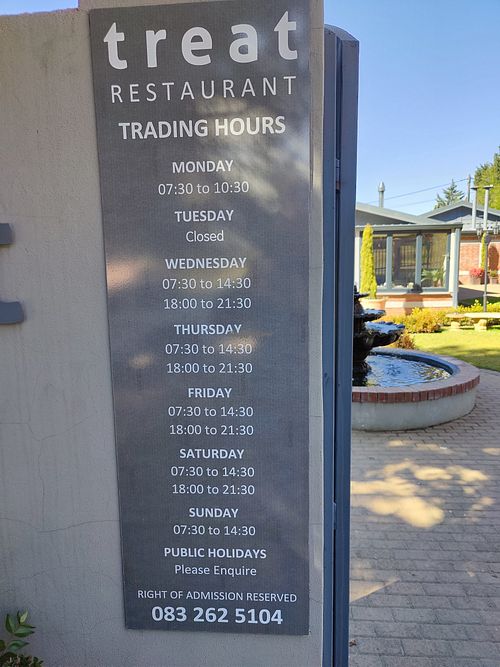 treat
RESTAURANT
TRADING HOURS
MONDAY
07:30 to 10:30
TUESDAY
Closed
WEDNESDAY
07:30 to 14:30
18:00 to 21:30
THURSDAY
07:30 to 14:30
18:00 to 21:30
FRIDAY
07:30 to 14:30
18:00 to 21:30
SATURDAY
07:30 to 14:30
18:00 to 21:30
SUNDAY
07:30 to 14:30
PUBLIC HOLIDAYS
Please Enquire
RIGHT OF ADMISSION RESERVED
083 262 5104